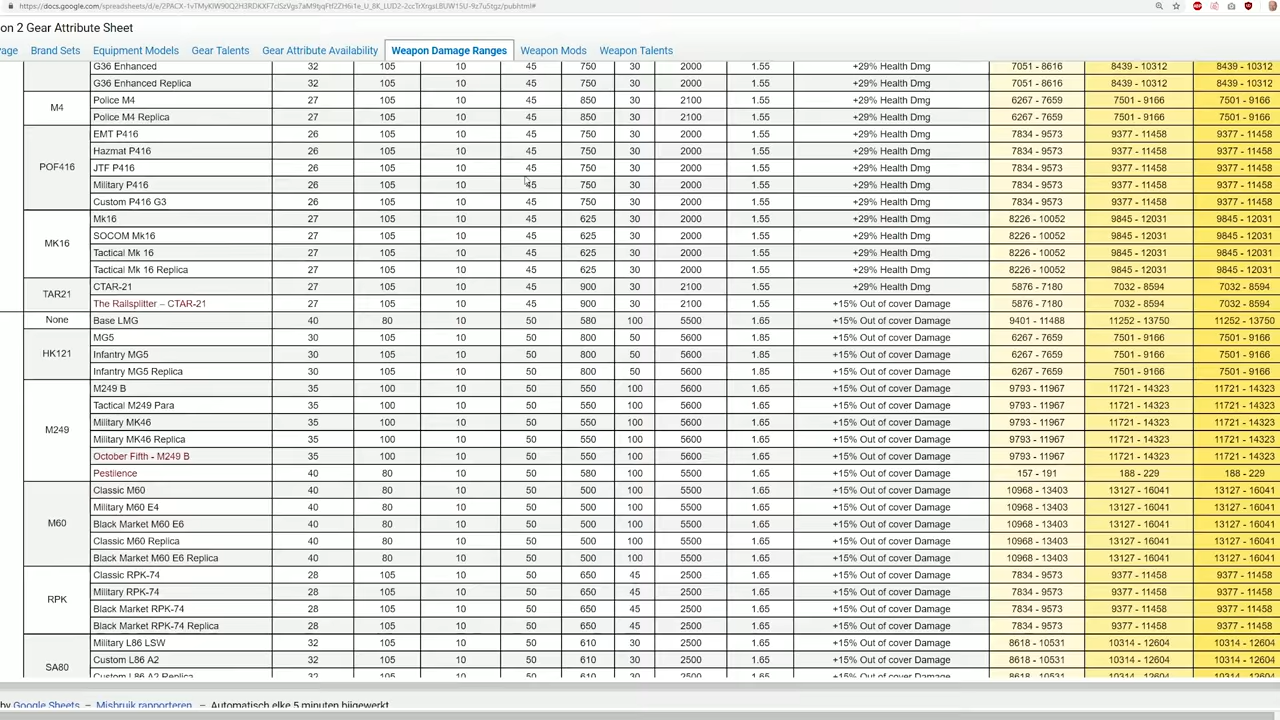 https://docs.google.com/spreadsheets/d/e/
on 2 Gear Attribute Sheet
age Brand Sets Equipment Models Gear Talents Gear Attribute Availability Weapon Damage Ranges Weapon Mods Weapon Talents
G36 Enhanced 32 105 10 45 750 30 2000 1.55 +29% Health Dmg 7051 - 8616 8439 - 10312 8439 - 10312
G36 Enhanced Replica 32 105 10 45 750 30 2000 1.55 +29% Health Dmg 7051 - 8616 8439 - 10312 8439 - 10312
M4 Police M4 27 105 10 45 850 30 2100 1.55 +29% Health Dmg 6267 - 7659 7501 - 9166 7501 - 9166
Police M4 Replica 27 105 10 45 850 30 2100 1.55 +29% Health Dmg 6267 - 7659 7501 - 9166 7501 - 9166
EMT P416 26 105 10 45 750 30 2000 1.55 +29% Health Dmg 7834 - 9573 9377 - 11458 9377 - 11458
Hazmat P416 26 105 10 45 750 30 2000 1.55 +29% Health Dmg 7834 - 9573 9377 - 11458 9377 - 11458
POF416 JTF P416 26 105 10 45 750 30 2000 1.55 +29% Health Dmg 7834 - 9573 9377 - 11458 9377 - 11458
Military P416 26 105 10 45 750 30 2000 1.55 +29% Health Dmg 7834 - 9573 9377 - 11458 9377 - 11458
Custom P416 G3 26 105 10 45 750 30 2000 1.55 +29% Health Dmg 7834 - 9573 9377 - 11458 9377 - 11458
Mk16 27 105 10 45 625 30 2000 1.55 +29% Health Dmg 8226 - 10052 9845 - 12031 9845 - 12031
MK16 SOCOM Mk16 27 105 10 45 625 30 2000 1.55 +29% Health Dmg 8226 - 10052 9845 - 12031 9845 - 12031
Tactical Mk 16 27 105 10 45 625 30 2000 1.55 +29% Health Dmg 8226 - 10052 9845 - 12031 9845 - 12031
Tactical Mk 16 Replica 27 105 10 45 625 30 2000 1.55 +29% Health Dmg 8226 - 10052 9845 - 12031 9845 - 12031
TAR21 CTAR-21 27 105 10 45 900 30 2100 1.55 +29% Health Dmg 5876 - 7180 7032 - 8594 7032 - 8594
The Railsplitter – CTAR-21 27 105 10 45 900 30 2100 1.55 +15% Out of cover Damage 5876 - 7180 7032 - 8594 7032 - 8594
None Base LMG 40 80 10 50 580 100 5500 1.65 +15% Out of cover Damage 9401 - 11488 11252 - 13750 11252 - 13750
MG5 30 105 10 50 800 50 5600 1.85 +15% Out of cover Damage 6267 - 7659 7501 - 9166 7501 - 9166
HK121 Infantry MG5 30 105 10 50 800 50 5600 1.85 +15% Out of cover Damage 6267 - 7659 7501 - 9166 7501 - 9166
Infantry MG5 Replica 30 105 10 50 800 50 5600 1.85 +15% Out of cover Damage 6267 - 7659 7501 - 9166 7501 - 9166
M249 B 35 100 10 50 550 100 5600 1.65 +15% Out of cover Damage 9793 - 11967 11721 - 14323 11721 - 14323
Tactical M249 Para 35 100 10 50 550 100 5600 1.65 +15% Out of cover Damage 9793 - 11967 11721 - 14323 11721 - 14323
M249 Military MK46 35 100 10 50 550 100 5600 1.65 +15% Out of cover Damage 9793 - 11967 11721 - 14323 11721 - 14323
Military MK46 Replica 35 100 10 50 550 100 5600 1.65 +15% Out of cover Damage 9793 - 11967 11721 - 14323 11721 - 14323
October Fifth - M249 B 35 100 10 50 550 100 5600 1.65 +15% Out of cover Damage 9793 - 11967 11721 - 14323 11721 - 14323
Pestilence 40 80 10 50 580 100 5500 1.65 +15% Out of cover Damage 157 - 191 188 - 229 188 - 229
Classic M60 40 80 10 50 500 100 5500 1.65 +15% Out of cover Damage 10968 - 13403 13127 - 16041 13127 - 16041
Military M60 E4 40 80 10 50 500 100 5500 1.65 +15% Out of cover Damage 10968 - 13403 13127 - 16041 13127 - 16041
M60 Black Market M60 E6 40 80 10 50 500 100 5500 1.65 +15% Out of cover Damage 10968 - 13403 13127 - 16041 13127 - 16041
Classic M60 Replica 40 80 10 50 500 100 5500 1.65 +15% Out of cover Damage 10968 - 13403 13127 - 16041 13127 - 16041
Black Market M60 E6 Replica 40 80 10 50 500 100 5500 1.65 +15% Out of cover Damage 10968 - 13403 13127 - 16041 13127 - 16041
Classic RPK-74 28 105 10 50 650 45 2500 1.65 +15% Out of cover Damage 7834 - 9573 9377 - 11458 9377 - 11458
Military RPK-74 28 105 10 50 650 45 2500 1.65 +15% Out of cover Damage 7834 - 9573 9377 - 11458 9377 - 11458
RPK Black Market RPK-74 28 105 10 50 650 45 2500 1.65 +15% Out of cover Damage 7834 - 9573 9377 - 11458 9377 - 11458
Black Market RPK-74 Replica 28 105 10 50 650 45 2500 1.65 +15% Out of cover Damage 7834 - 9573 9377 - 11458 9377 - 11458
Military L86 LSW 32 105 10 50 610 30 2500 1.65 +15% Out of cover Damage 8618 - 10531 10314 - 12604 10314 - 12604
SA80 Custom L86 A2 32 105 10 50 610 30 2500 1.65 +15% Out of cover Damage 8618 - 10531 10314 - 12604 10314 - 12604
Custom L86 A2 Replica 32 105 10 50 610 30 2500 1.65 +15% Out of cover Damage 8618 - 10531 10314 - 12604 10314 - 12604
by Google Sheets – Misbruik rapporteren – Automatisch elke 5 minuten bijgewerkt